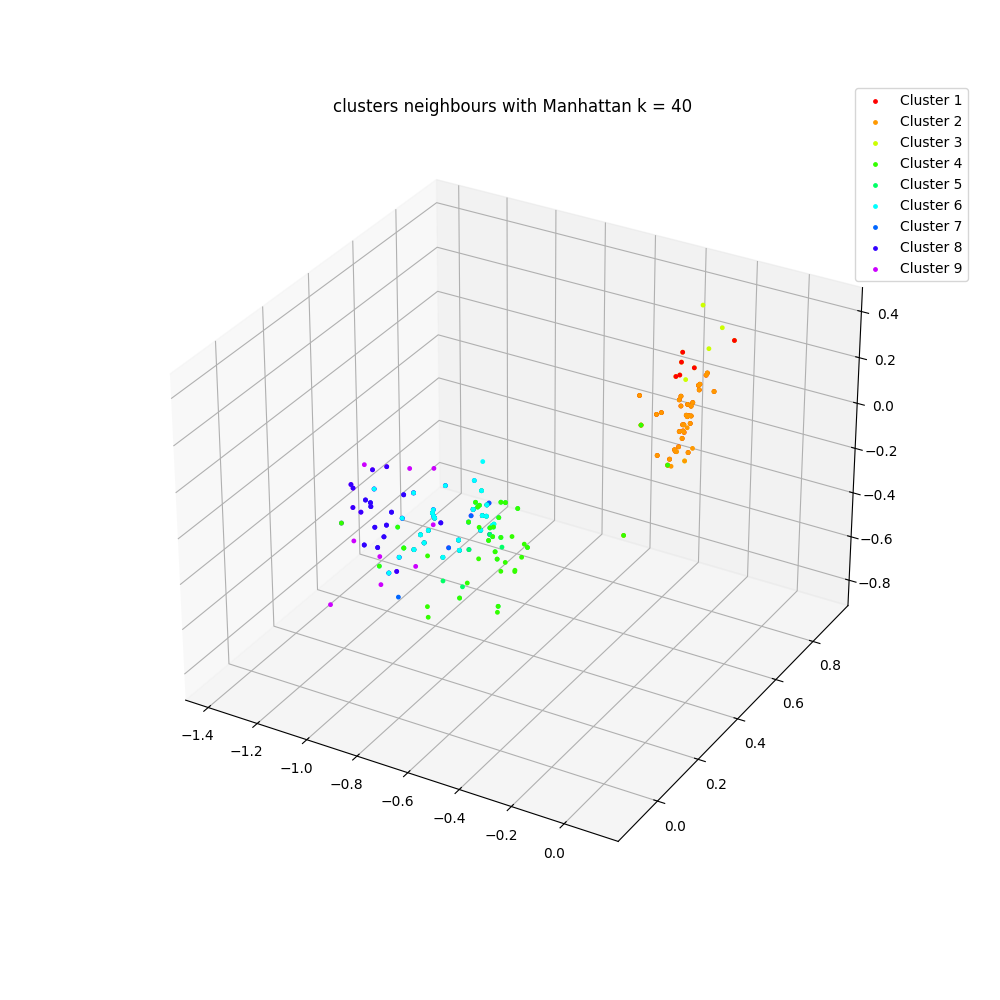 clusters neighbours with Manhattan k = 40
Cluster 1
Cluster 2
Cluster 3
Cluster 4
Cluster 5
Cluster 6
Cluster 7
Cluster 8
Cluster 9
0.4
0.2
0.0
−0.2
−0.4
−0.6
−0.8
0.8
0.6
0.4
0.2
0.0
−1.4
−1.2
−1.0
−0.8
−0.6
−0.4
−0.2
0.0